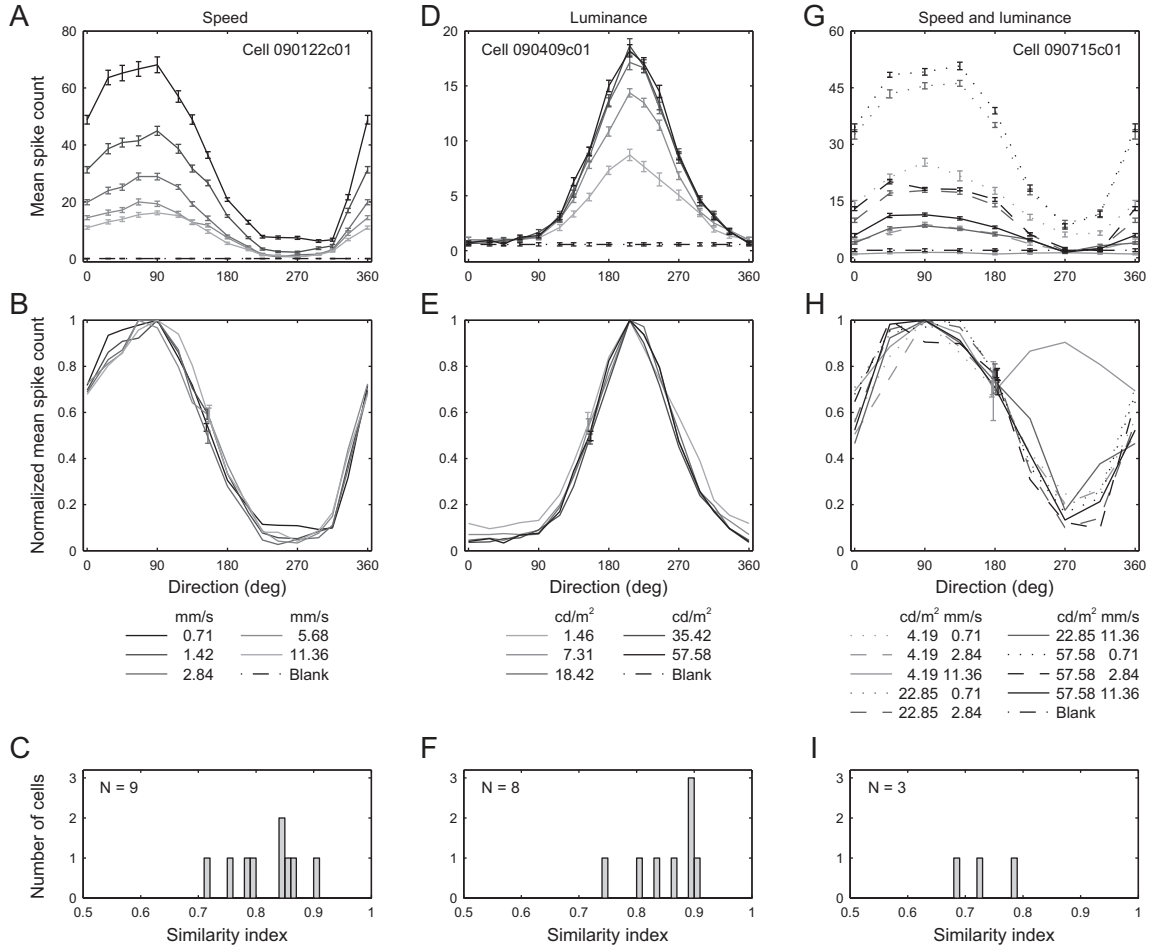 A
Speed
Cell 090122c01
Mean spike count
80
60
40
20
0
0 90 180 270 360
D
Luminance
Cell 090409c01
20
15
10
5
0
0 90 180 270 360
G
Speed and luminance
Cell 090715c01
60
45
30
15
0
0 90 180 270 360
B
Normalized mean spike count
1
0.8
0.6
0.4
0.2
0
0 90 180 270 360
Direction (deg)
E
1
0.8
0.6
0.4
0.2
0
0 90 180 270 360
Direction (deg)
H
1
0.8
0.6
0.4
0.2
0
0 90 180 270 360
Direction (deg)
mm/s mm/s
0.71 5.68
1.42 11.36
2.84 Blank
cd/m² cd/m²
1.46 35.42
7.31 57.58
18.42 Blank
cd/m² mm/s cd/m² mm/s
4.19 0.71 22.85 11.36
4.19 2.84 57.58 0.71
4.19 11.36 57.58 2.84
22.85 0.71 57.58 11.36
22.85 2.84 Blank
C
N = 9
Number of cells
3
2
1
0
0.5 0.6 0.7 0.8 0.9 1
Similarity index
F
N = 8
3
2
1
0
0.5 0.6 0.7 0.8 0.9 1
Similarity index
I
N = 3
3
2
1
0
0.5 0.6 0.7 0.8 0.9 1
Similarity index